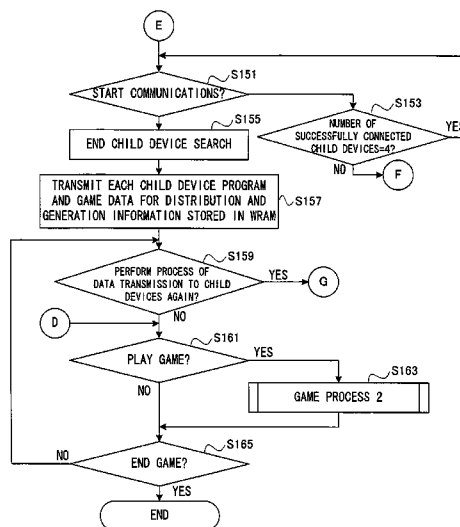 E
S151
START COMMUNICATIONS?
S153
NUMBER OF
SUCCESSFULLY CONNECTED
CHILD DEVICES=4?
YES
NO
F
S155
END CHILD DEVICE SEARCH
S157
TRANSMIT EACH CHILD DEVICE PROGRAM
AND GAME DATA FOR DISTRIBUTION AND
GENERATION INFORMATION STORED IN WRAM
S159
PERFORM PROCESS OF
DATA TRANSMISSION TO CHILD
DEVICES AGAIN?
YES
G
NO
D
S161
PLAY GAME?
YES
NO
S163
GAME PROCESS 2
S165
NO
END GAME?
YES
END